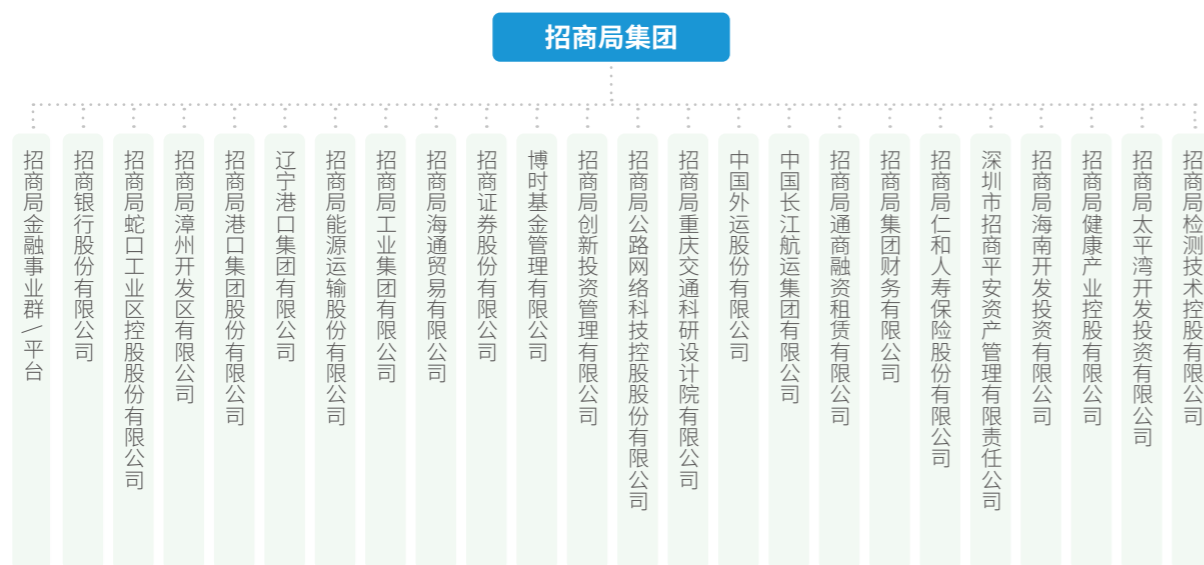 招商局集团
招商局金融事业群/平台
招商银行股份有限公司
招商局蛇口工业区控股股份有限公司
招商局漳州开发区有限公司
招商局港口集团股份有限公司
辽宁港口集团有限公司
招商局能源运输股份有限公司
招商局工业集团有限公司
招商局海通贸易有限公司
招商证券股份有限公司
博时基金管理有限公司
招商局创新投资管理有限公司
招商局公路网络科技控股股份有限公司
招商局重庆交通科研设计院有限公司
中国外运股份有限公司
中国长江航运集团有限公司
招商局通商融资租赁有限公司
招商局集团财务有限公司
招商局仁和人寿保险股份有限公司
深圳市招商平安资产管理有限责任公司
招商局海南开发投资有限公司
招商局健康产业控股有限公司
招商局太平湾开发投资有限公司
招商局检测技术控股有限公司